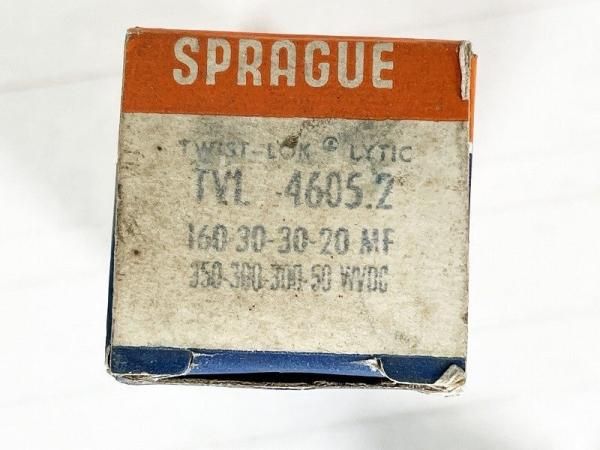 SPRAGUE
TWIST-LOK ® LYTIC
TVL -4605.2
160-30-30-20 MF
350-300-300-50 WVDC